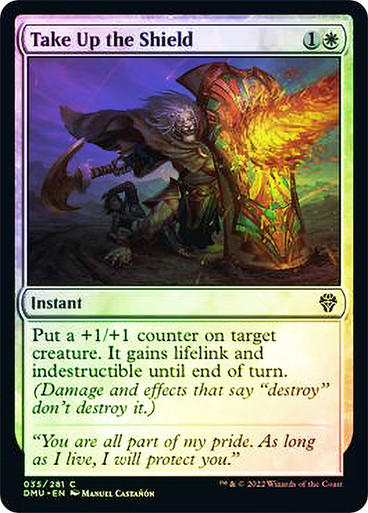 Take Up the Shield 1
Instant
Put a +1/+1 counter on target
creature. It gains lifelink and
indestructible until end of turn.
(Damage and effects that say “destroy”
don’t destroy it.)
“You are all part of my pride. As long
as I live, I will protect you.”
035/281 C
DMU • EN Manuel Castañón
™ & © 2022 Wizards of the Coast